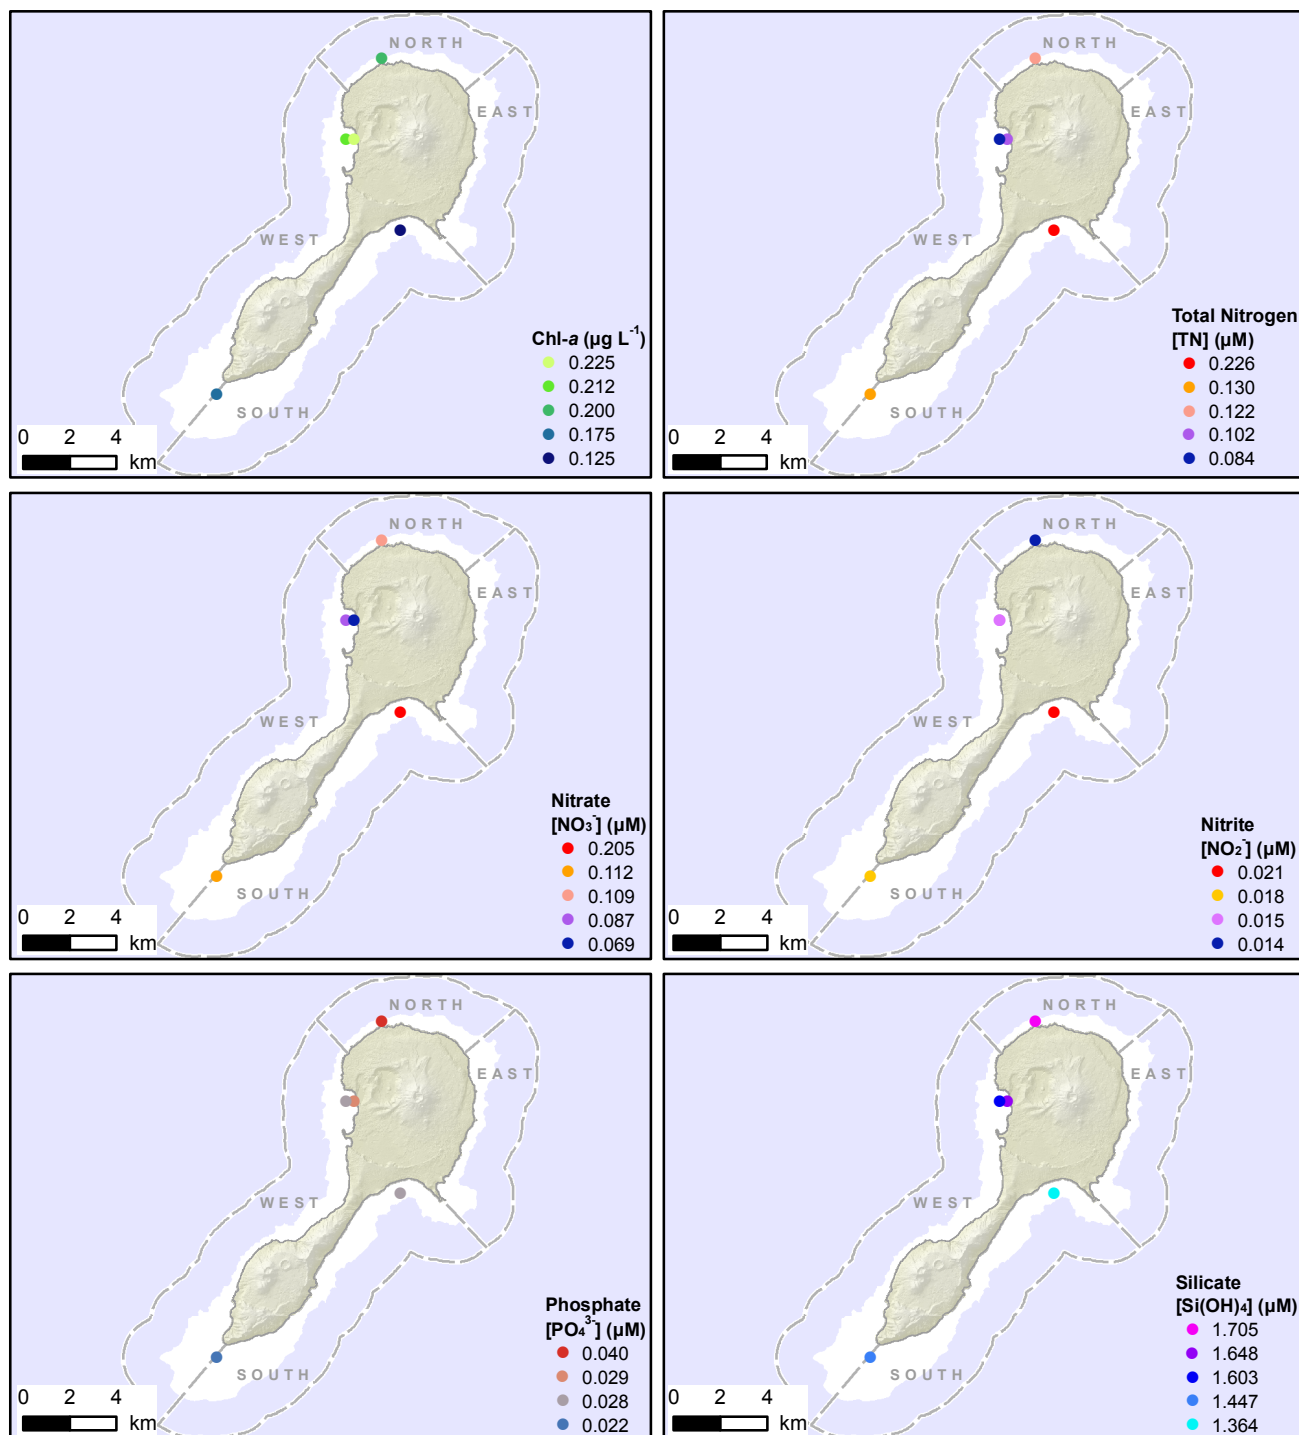 NORTH
EAST
WEST
SOUTH
Chl-a (µg L⁻¹)
0.225
0.212
0.200
0.175
0.125
0 2 4
km
NORTH
EAST
WEST
SOUTH
Total Nitrogen
[TN] (µM)
0.226
0.130
0.122
0.102
0.084
0 2 4
km
NORTH
EAST
WEST
SOUTH
Nitrate
[NO₃⁻] (µM)
0.205
0.112
0.109
0.087
0.069
0 2 4
km
NORTH
EAST
WEST
SOUTH
Nitrite
[NO₂⁻] (µM)
0.021
0.018
0.015
0.014
0 2 4
km
NORTH
EAST
WEST
SOUTH
Phosphate
[PO₄³⁻] (µM)
0.040
0.029
0.028
0.022
0 2 4
km
NORTH
EAST
WEST
SOUTH
Silicate
[Si(OH)₄] (µM)
1.705
1.648
1.603
1.447
1.364
0 2 4
km